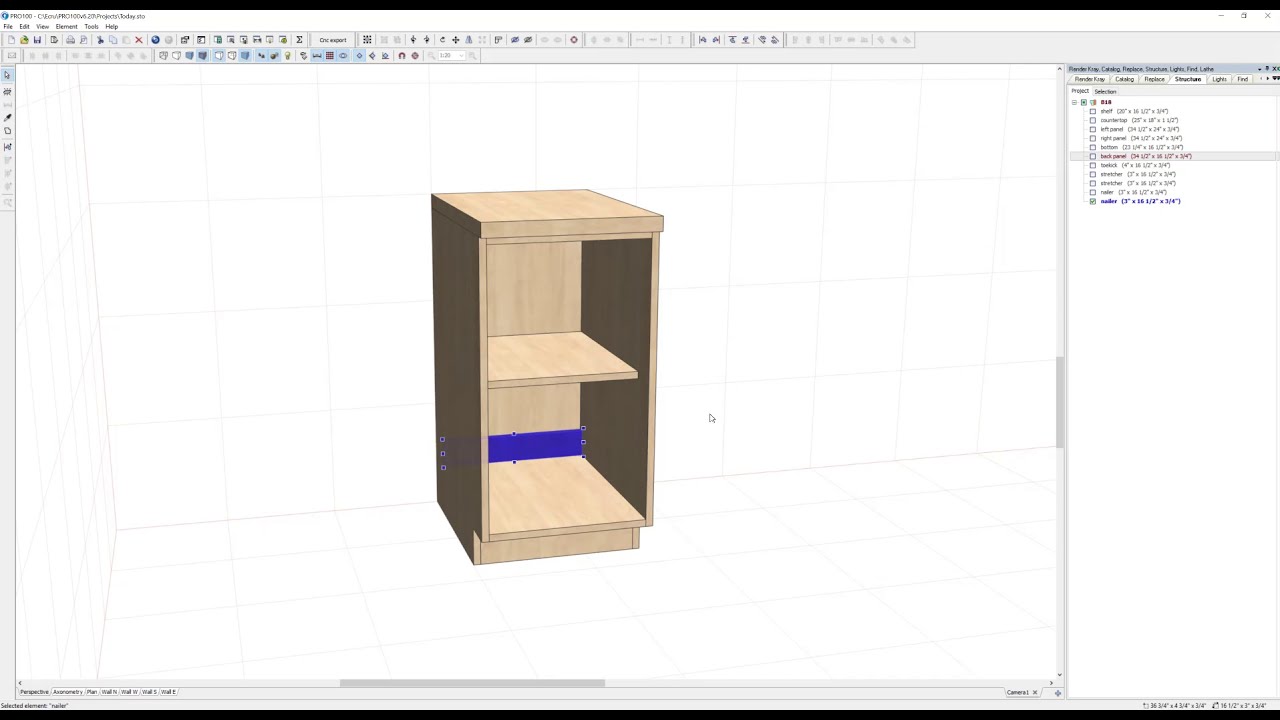 PRO100 - C:\Ecru\PRO100v6.20\Projects\Today.sto
File Edit View Element Tools Help
Cnc.export
1:20
Render Kray, Catalog, Replace, Structure, Lights, Find, Lathe
Render Kray Catalog Replace Structure Lights Find
Project Selection
B18
shelf (20" x 16 1/2" x 3/4")
countertop (25" x 18" x 1 1/2")
left panel (34 1/2" x 24" x 3/4")
right panel (34 1/2" x 24" x 3/4")
bottom (23 1/4" x 16 1/2" x 3/4")
back panel (34 1/2" x 16 1/2" x 3/4")
toekick (4" x 16 1/2" x 3/4")
stretcher (3" x 16 1/2" x 3/4")
stretcher (3" x 16 1/2" x 3/4")
nailer (3" x 16 1/2" x 3/4")
nailer (3" x 16 1/2" x 3/4")
Perspective Axonometry Plan Wall N Wall W Wall S Wall E
Camera1
Selected element: "nailer"
36 3/4" x 4 3/4" x 3/4" 16 1/2" x 3" x 3/4"